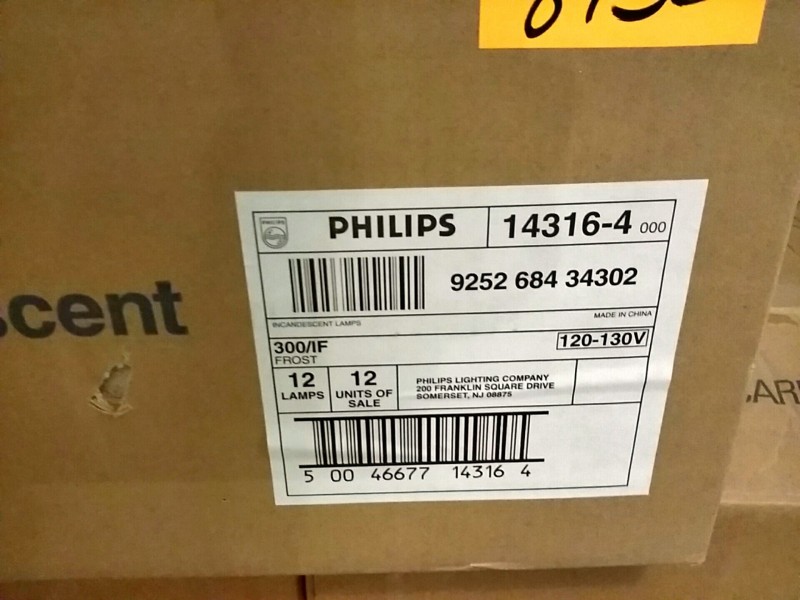 PHILIPS
PHILIPS 14316-4 000
9252 684 34302
scent
INCANDESCENT LAMPS
MADE IN CHINA
300/IF
120-130V
FROST
12
LAMPS
12
UNITS OF
SALE
PHILIPS LIGHTING COMPANY
200 FRANKLIN SQUARE DRIVE
SOMERSET, NJ 08875
5 00 46677 14316 4